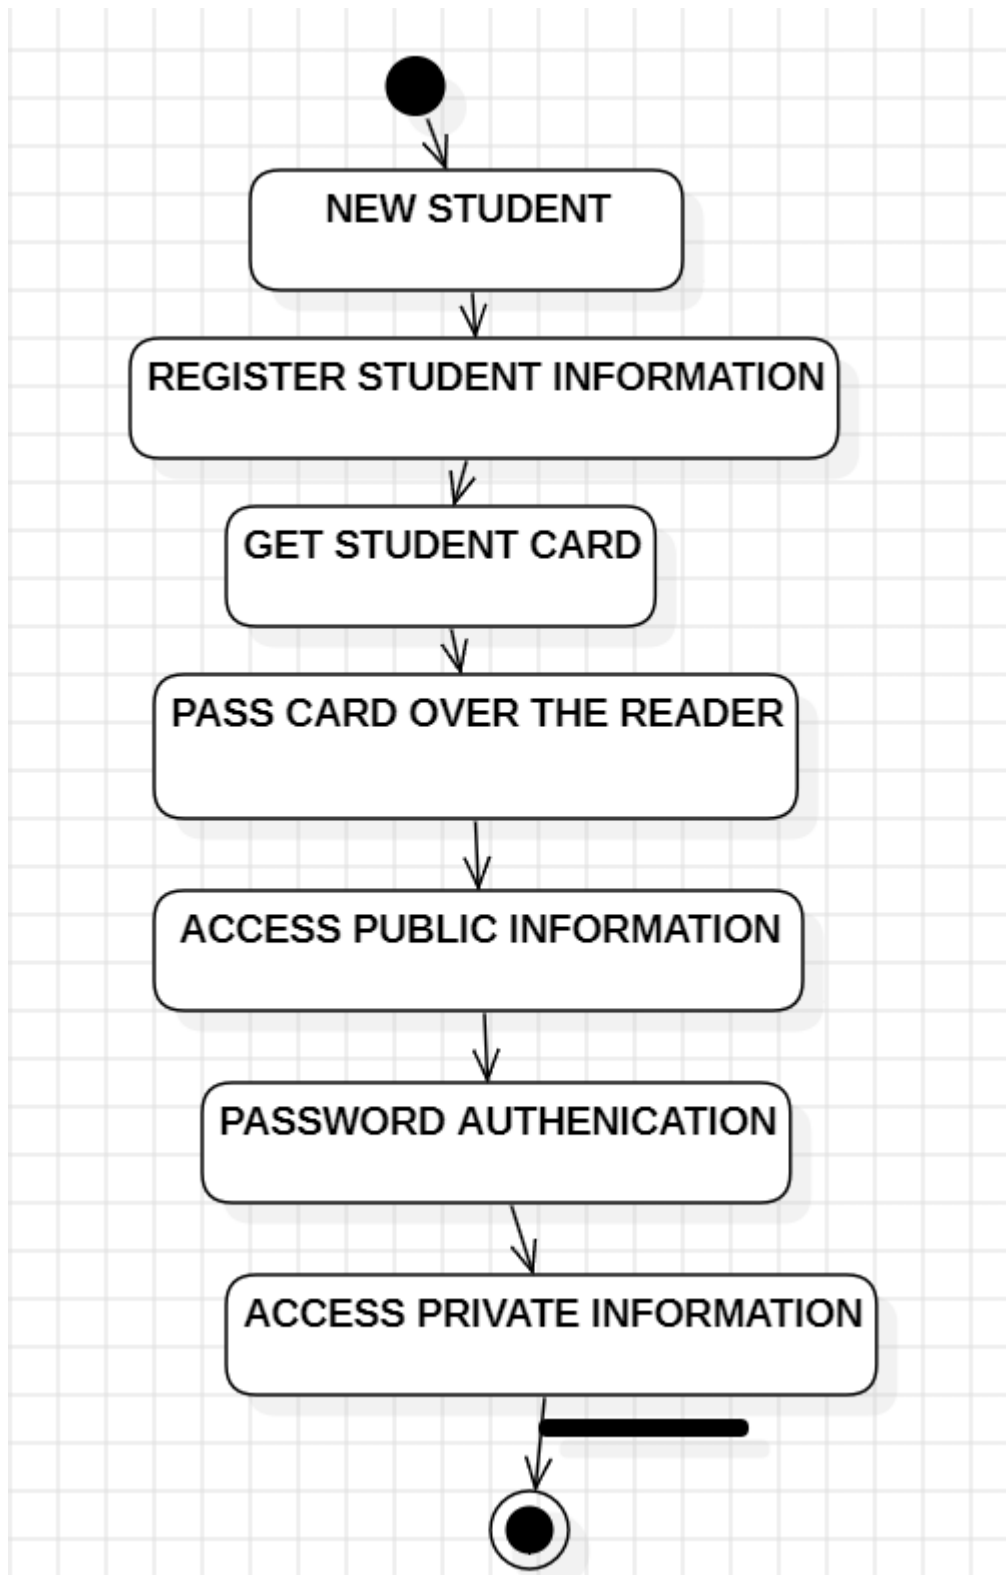 NEW STUDENT
REGISTER STUDENT INFORMATION
GET STUDENT CARD
PASS CARD OVER THE READER
ACCESS PUBLIC INFORMATION
PASSWORD AUTHENICATION
ACCESS PRIVATE INFORMATION